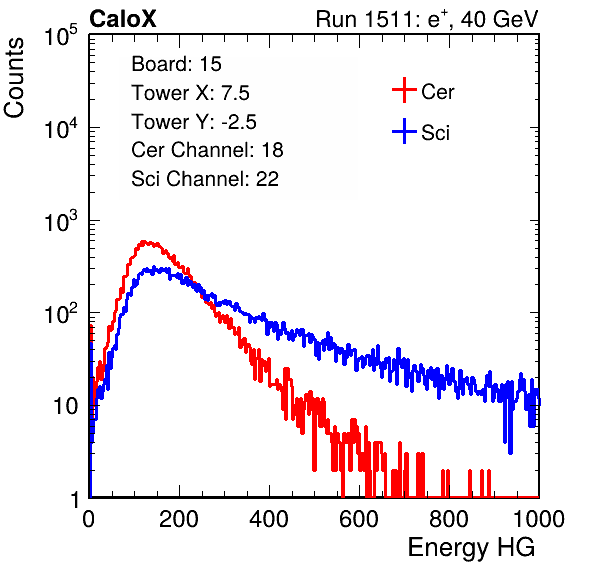 CaloX Run 1511: e⁺, 40 GeV
Counts
Board: 15
Tower X: 7.5
Tower Y: -2.5
Cer Channel: 18
Sci Channel: 22
Cer
Sci
10⁵
10⁴
10³
10²
10
1
0 200 400 600 800 1000
Energy HG